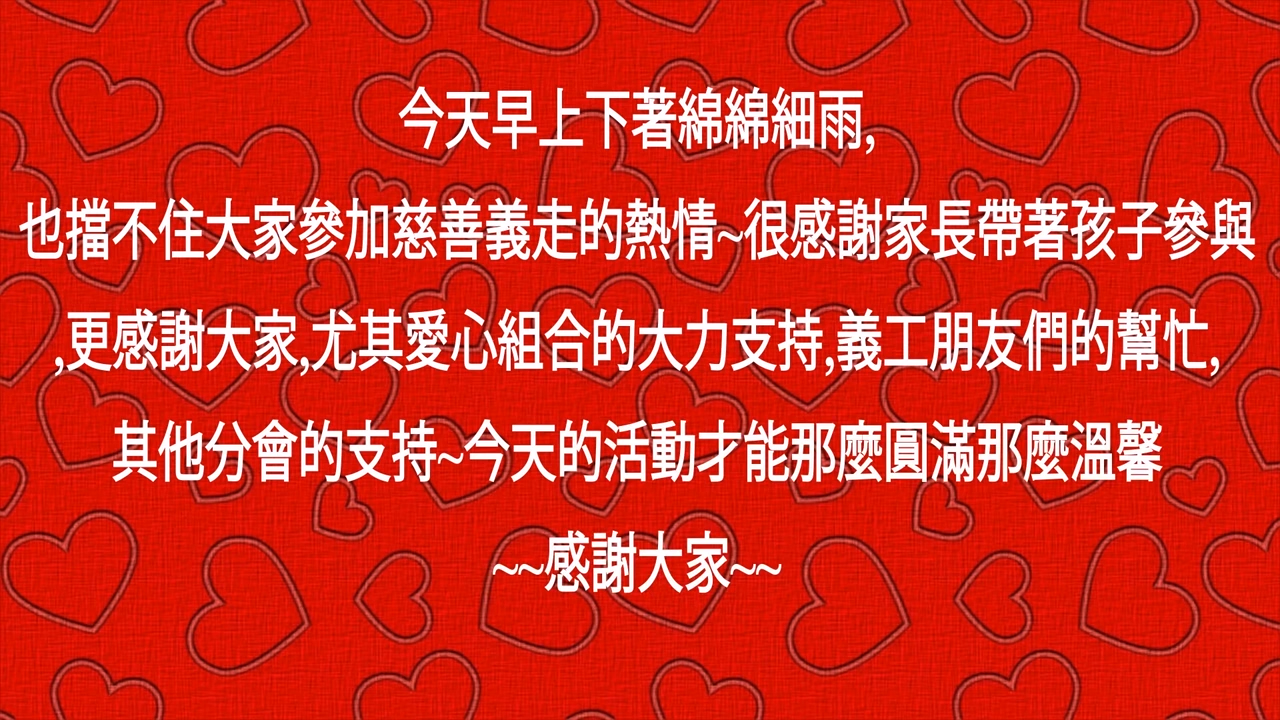 今天早上下著綿綿細雨,
也擋不住大家參加慈善義走的熱情~很感謝家長帶著孩子參與
,更感謝大家,尤其愛心組合的大力支持,義工朋友們的幫忙,
其他分會的支持~今天的活動才能那麼圓滿那麼溫馨
~~感謝大家~~